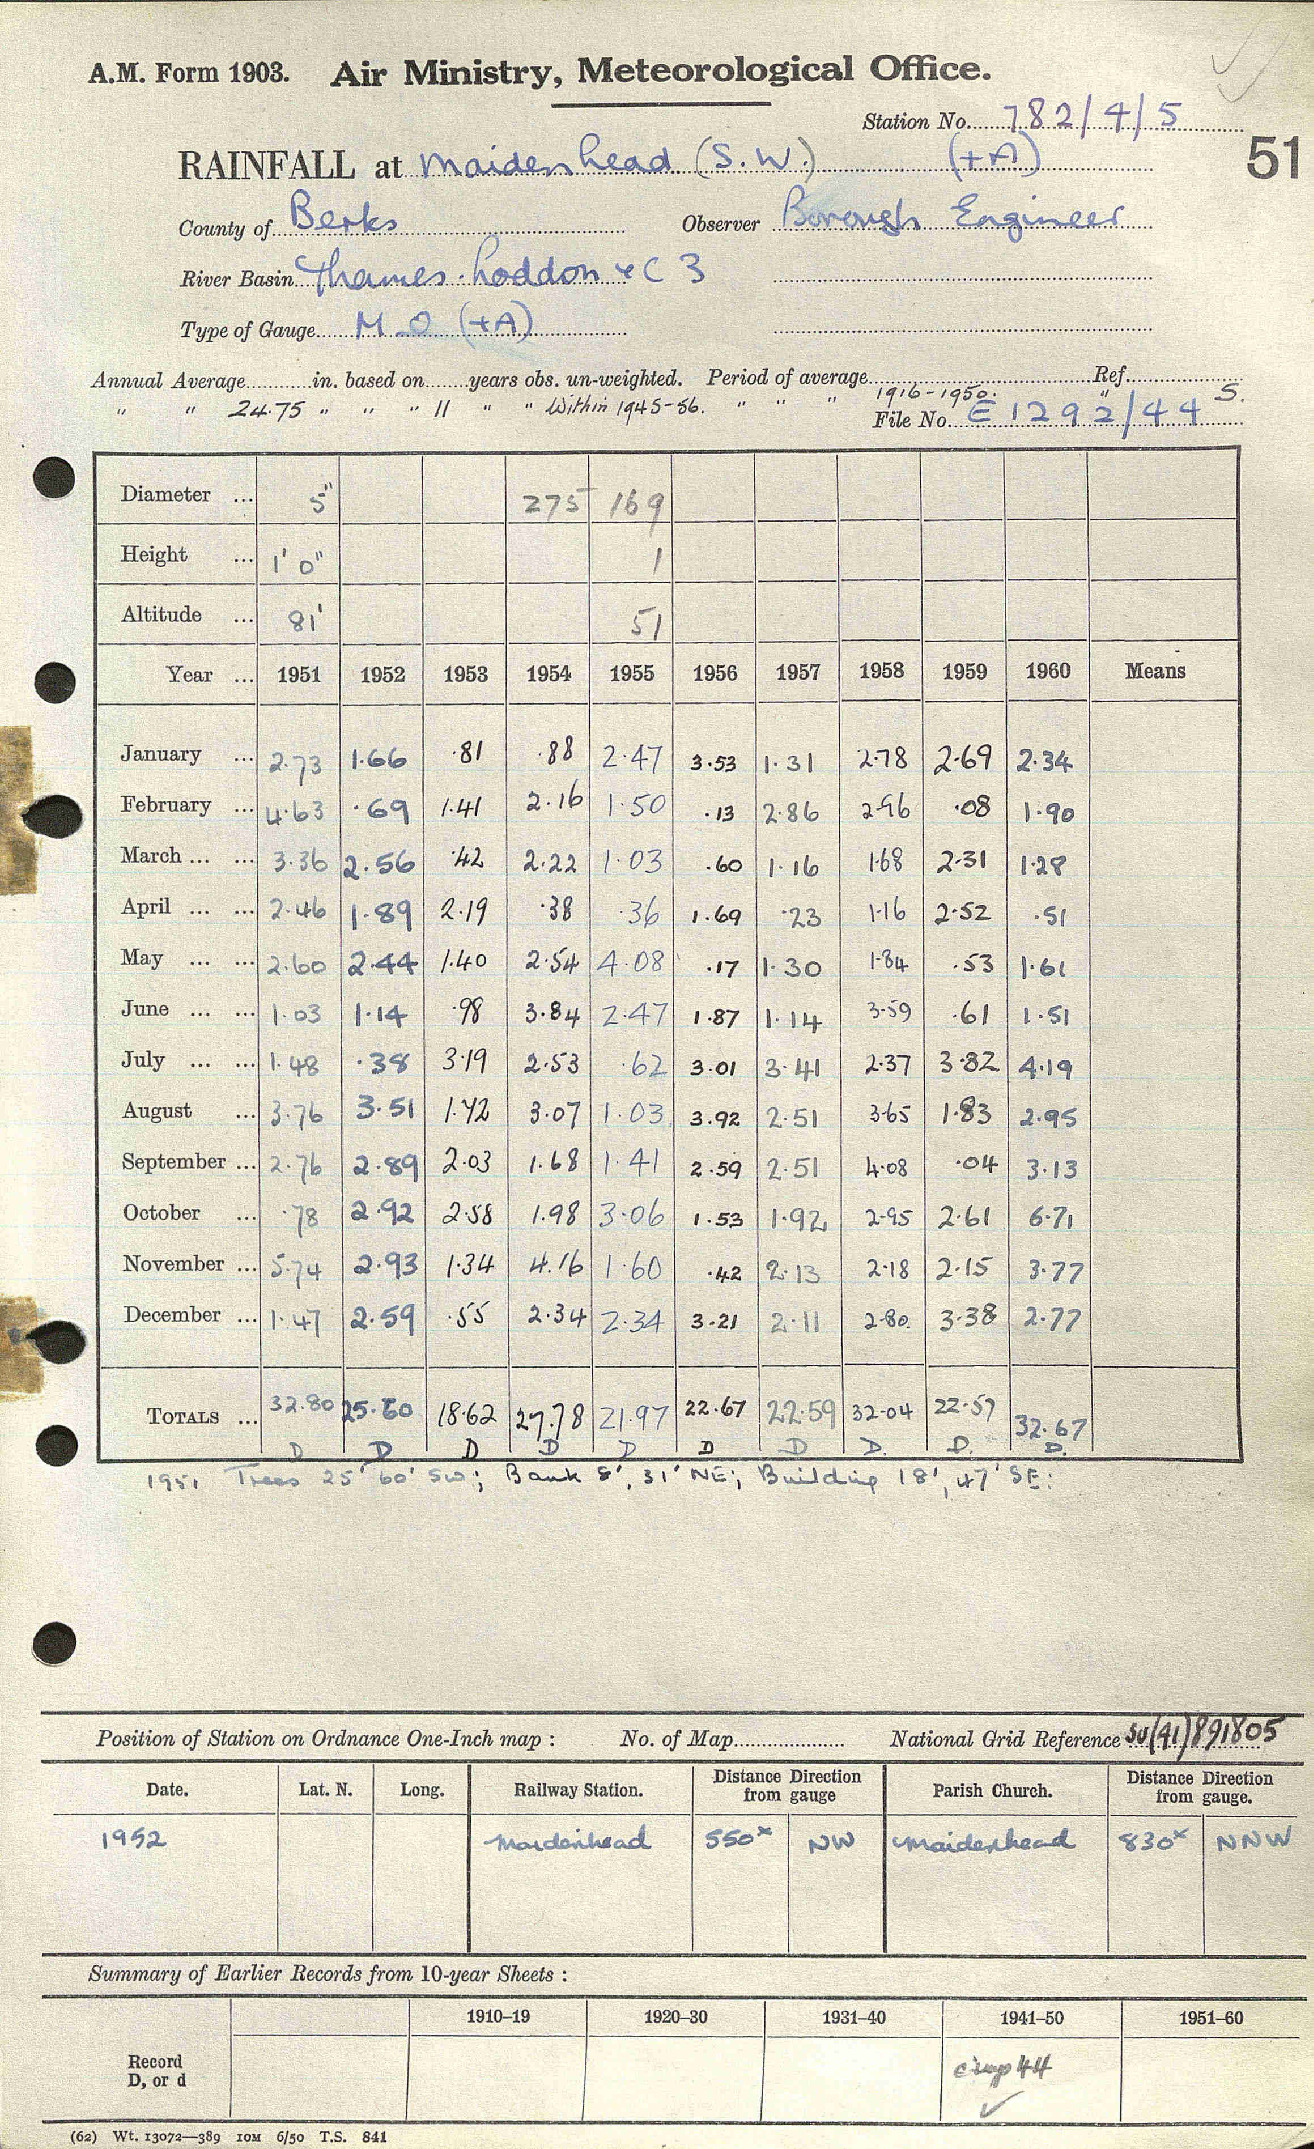 A.M. Form 1903. Air Ministry, Meteorological Office.
Station No. 782/4/5
RAINFALL at Maidenhead (S.W.) (+A)
51
County of Berks Observer Borough Engineer
River Basin Thames. Loddon + C 3
Type of Gauge M O (+A)
Annual Average in. based on years obs. un-weighted. Period of average Ref.
" " 24.75 " " " 11 " " Within 1945-56. " " " 1916-1950. S.
File No. E 1292/44
Diameter ... 5" 275 169
Height ... 1' 0" 1
Altitude ... 81' 51
Year ... 1951 1952 1953 1954 1955 1956 1957 1958 1959 1960 Means
January ... 2.73 1.66 .81 .88 2.47 3.53 1.31 2.78 2.69 2.34
February ... 4.63 .69 1.41 2.16 1.50 .13 2.86 2.96 .08 1.90
March ... ... 3.36 2.56 .42 2.22 1.03 .60 1.16 1.68 2.31 1.28
April ... ... 2.46 1.89 2.19 .38 .36 1.69 .23 1.16 2.52 .51
May ... ... 2.60 2.44 1.40 2.54 4.08 .17 1.30 1.84 .53 1.61
June ... ... 1.03 1.14 .98 3.84 2.47 1.87 1.14 3.59 .61 1.51
July ... ... 1.48 .38 3.19 2.53 .62 3.01 3.41 2.37 3.82 4.19
August ... 3.76 3.51 1.72 3.07 1.03 3.92 2.51 3.65 1.83 2.95
September ... 2.76 2.89 2.03 1.68 1.41 2.59 2.51 4.08 .04 3.13
October ... .78 2.92 2.58 1.98 3.06 1.53 1.92 2.95 2.61 6.71
November ... 5.74 2.93 1.34 4.16 1.60 .42 2.13 2.18 2.15 3.77
December ... 1.47 2.59 .55 2.34 2.34 3.21 2.11 2.80 3.38 2.77
TOTALS ... 32.80 25.60 18.62 27.78 21.97 22.67 22.59 32.04 22.57 32.67
D D D D D D D D. D. D.
1951 Trees 25' 60' SW; Bank 8', 31' NE; Building 18', 47' SE.
Position of Station on Ordnance One-Inch map : No. of Map National Grid Reference SU(41)891805
Date. Lat. N. Long. Railway Station. Distance Direction from gauge Parish Church. Distance Direction from gauge.
1952 Maidenhead 550x NW Maidenhead 830x NNW
Summary of Earlier Records from 10-year Sheets :
1910–19 1920–30 1931–40 1941–50 1951–60
Record
D, or d
44
(62) Wt. 13072—389 10M 6/50 T.S. 841